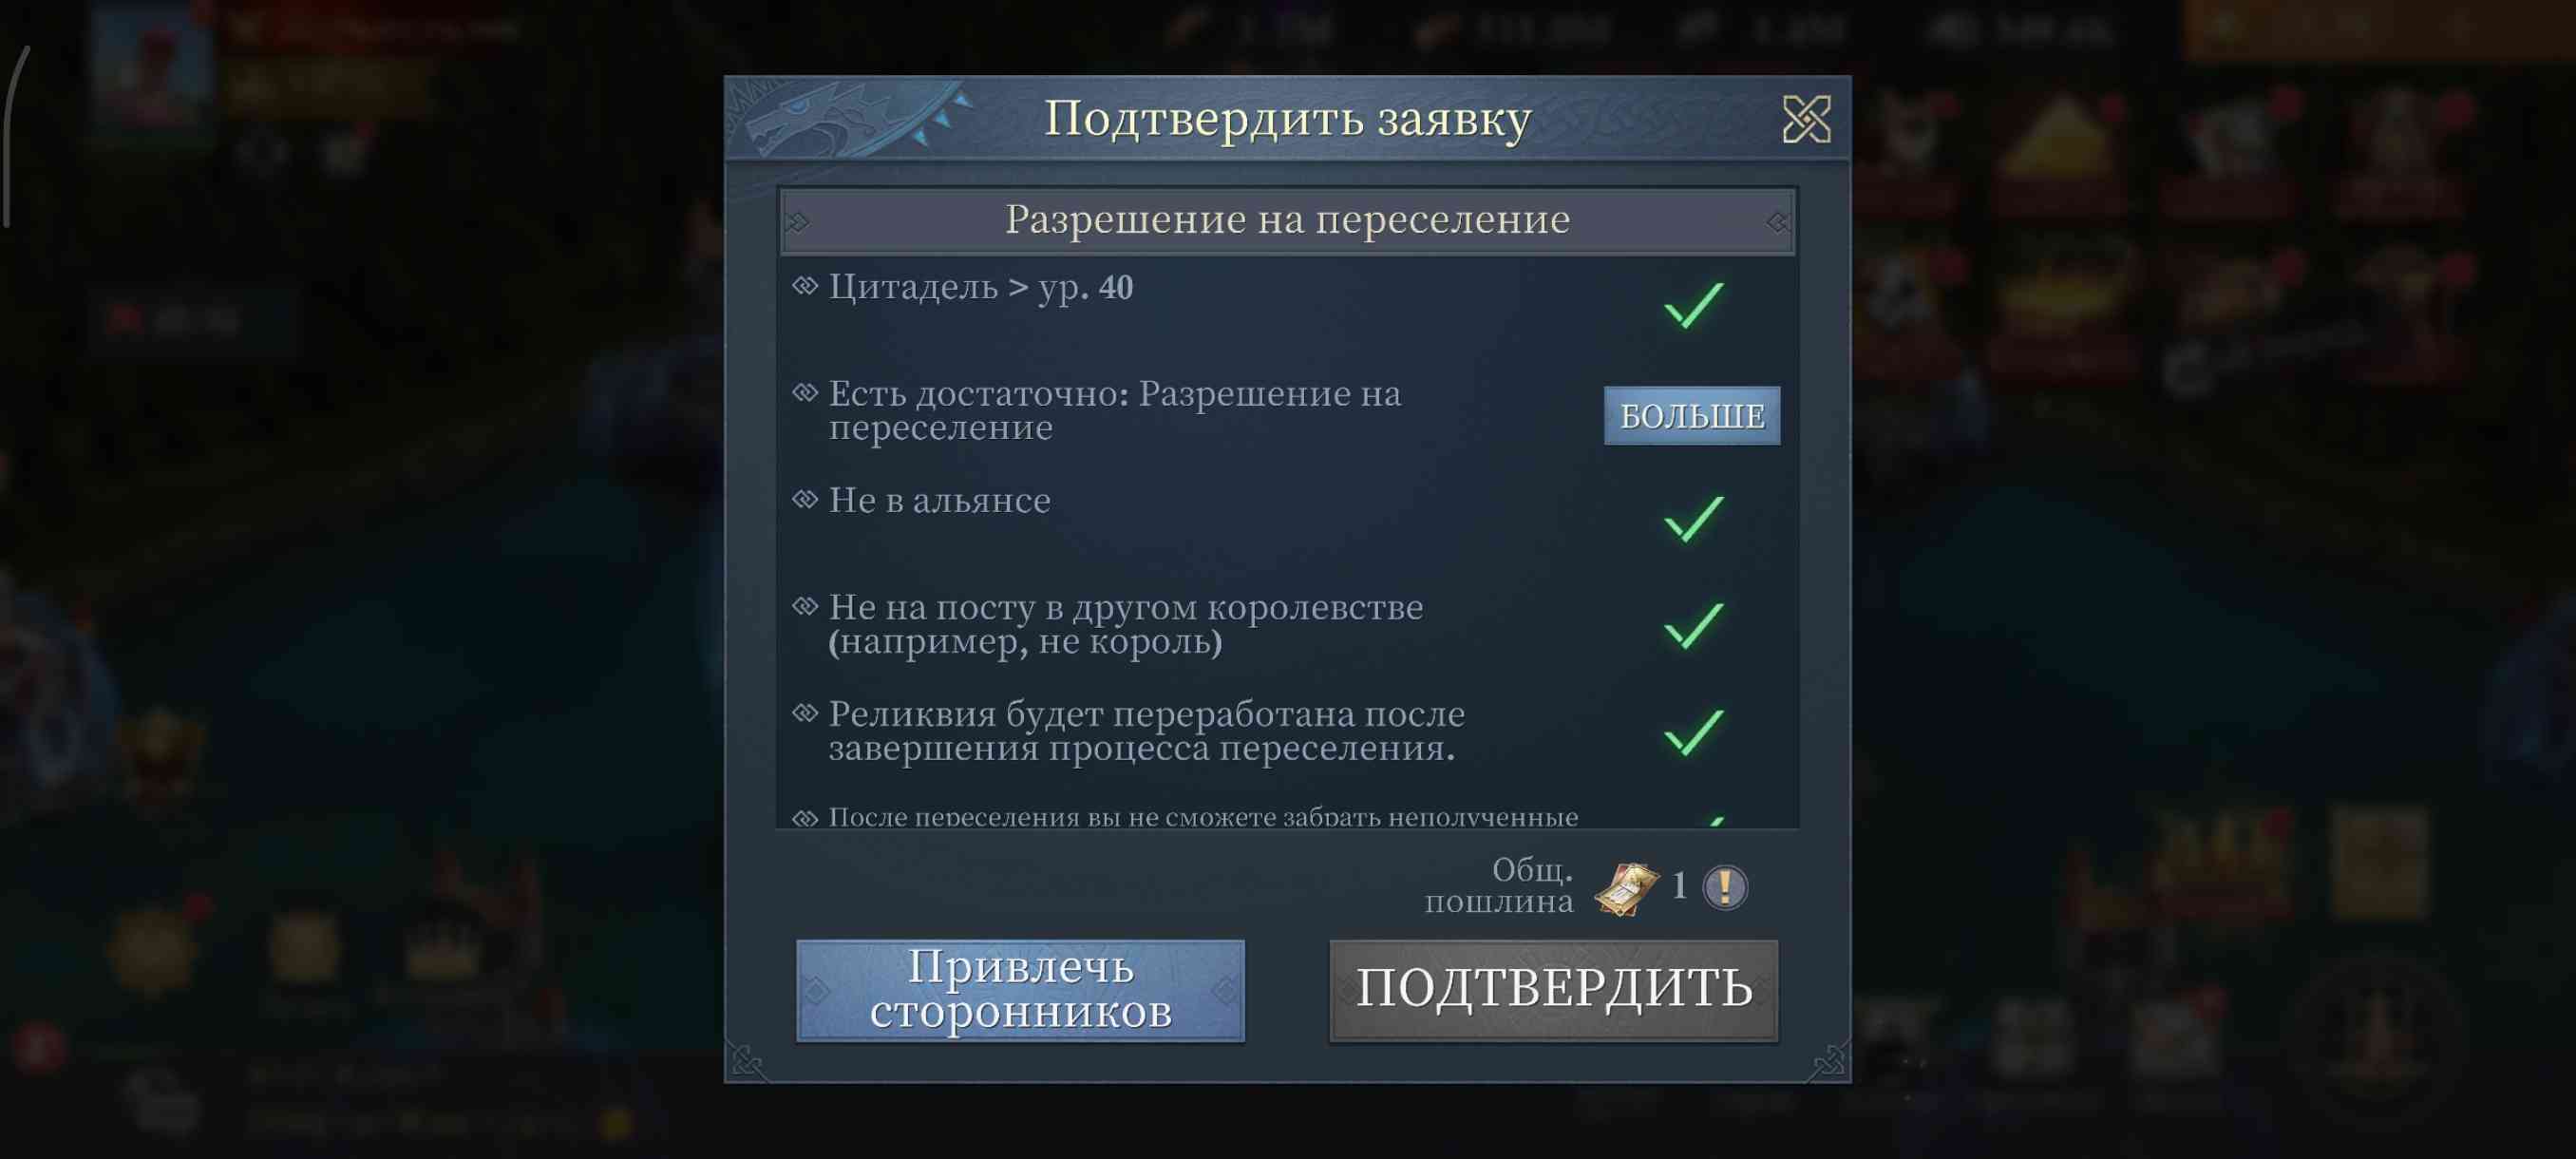 Подтвердить заявку
Разрешение на переселение
Цитадель > ур. 40
Есть достаточно: Разрешение на
переселение
БОЛЬШЕ
Не в альянсе
Не на посту в другом королевстве
(например, не король)
Реликвия будет переработана после
завершения процесса переселения.
После переселения вы не сможете забрать неполученные
Общ.
пошлина
1
Привлечь
сторонников
ПОДТВЕРДИТЬ